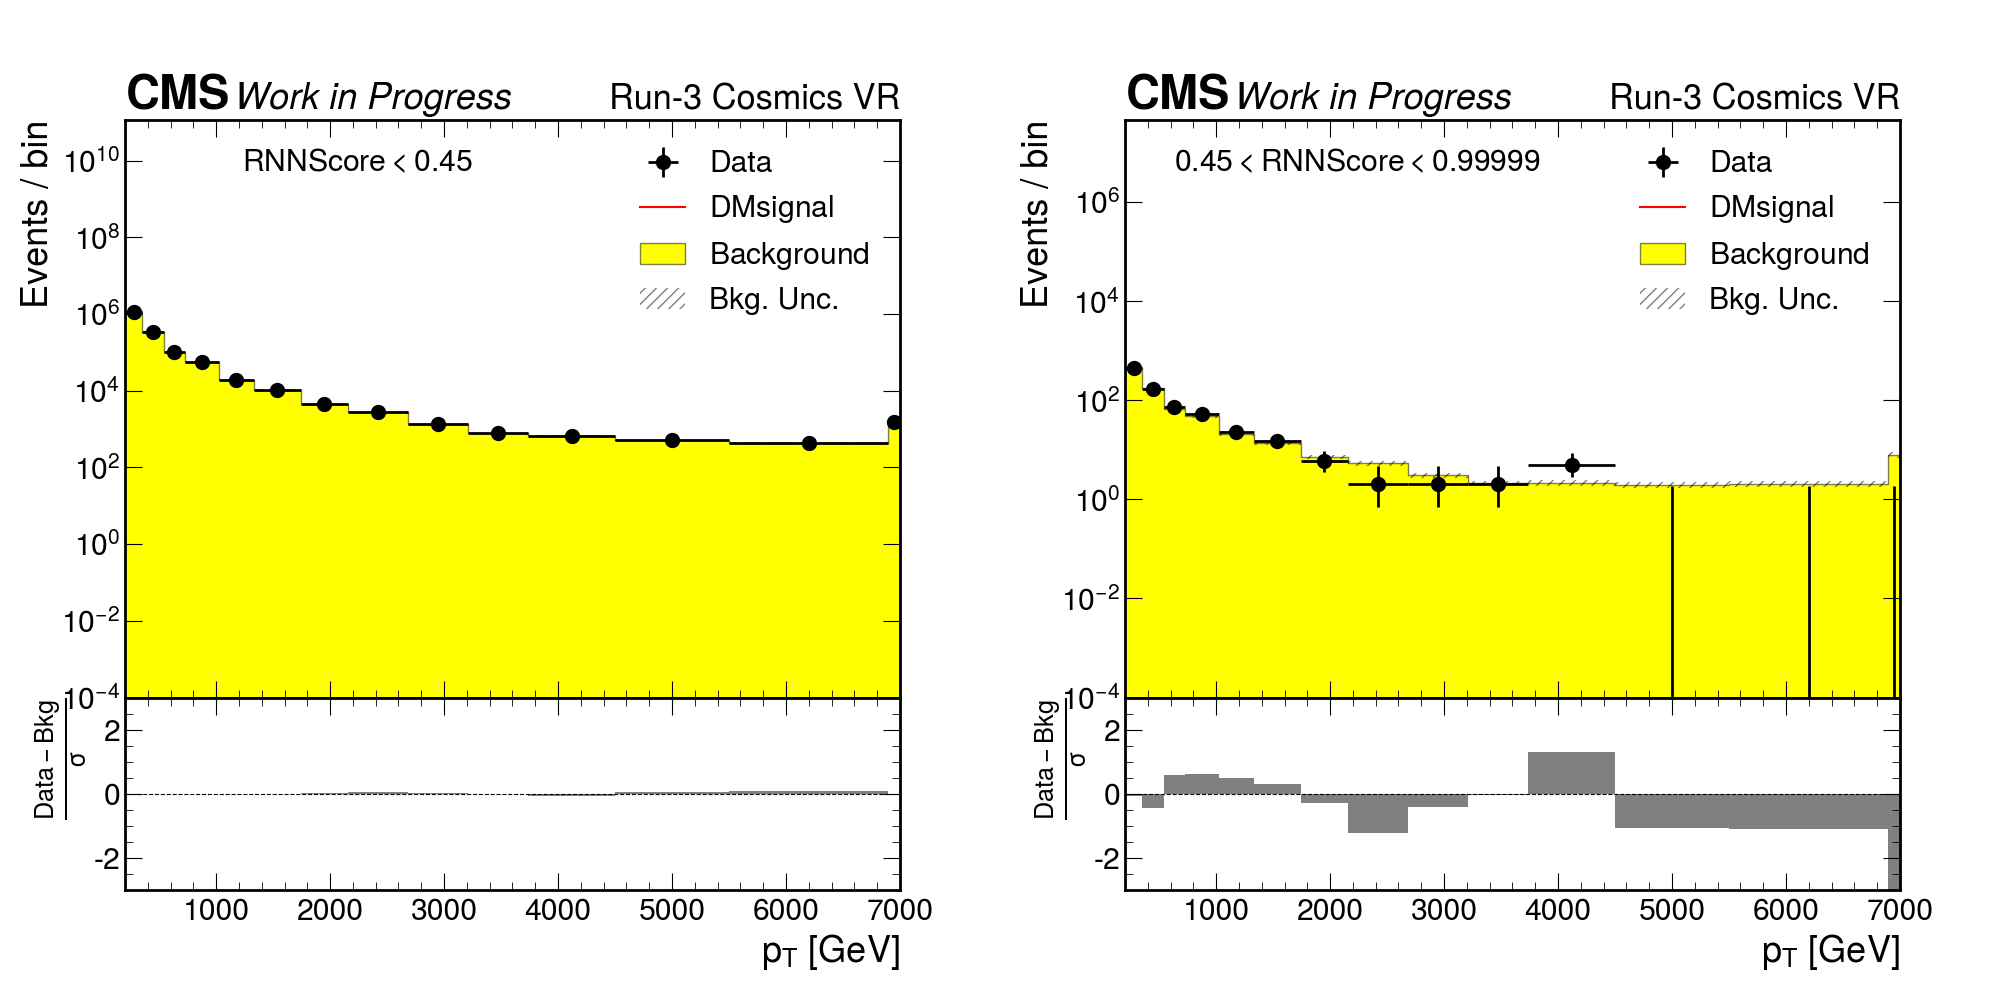 CMS Work in Progress Run-3 Cosmics VR
Events / bin
RNNScore < 0.45
Data
DMsignal
Background
Bkg. Unc.
10^10
10^8
10^6
10^4
10^2
10^0
10^−2
10^−4
Data − Bkg
σ
2
0
-2
1000 2000 3000 4000 5000 6000 7000
p_T [GeV]
CMS Work in Progress Run-3 Cosmics VR
Events / bin
0.45 < RNNScore < 0.99999
Data
DMsignal
Background
Bkg. Unc.
10^6
10^4
10^2
10^0
10^−2
10^−4
Data − Bkg
σ
2
0
-2
1000 2000 3000 4000 5000 6000 7000
p_T [GeV]